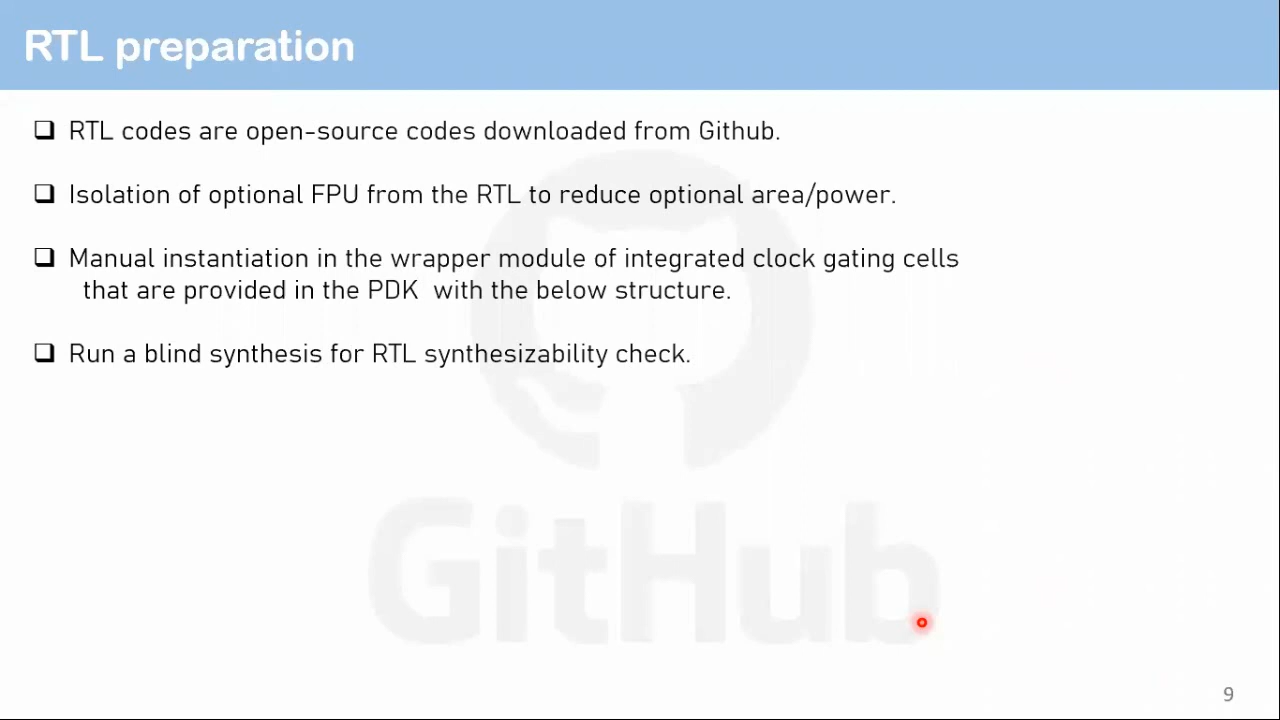 RTL preparation
❑ RTL codes are open-source codes downloaded from Github.
❑ Isolation of optional FPU from the RTL to reduce optional area/power.
❑ Manual instantiation in the wrapper module of integrated clock gating cells
that are provided in the PDK with the below structure.
❑ Run a blind synthesis for RTL synthesizability check.
GitHub
9